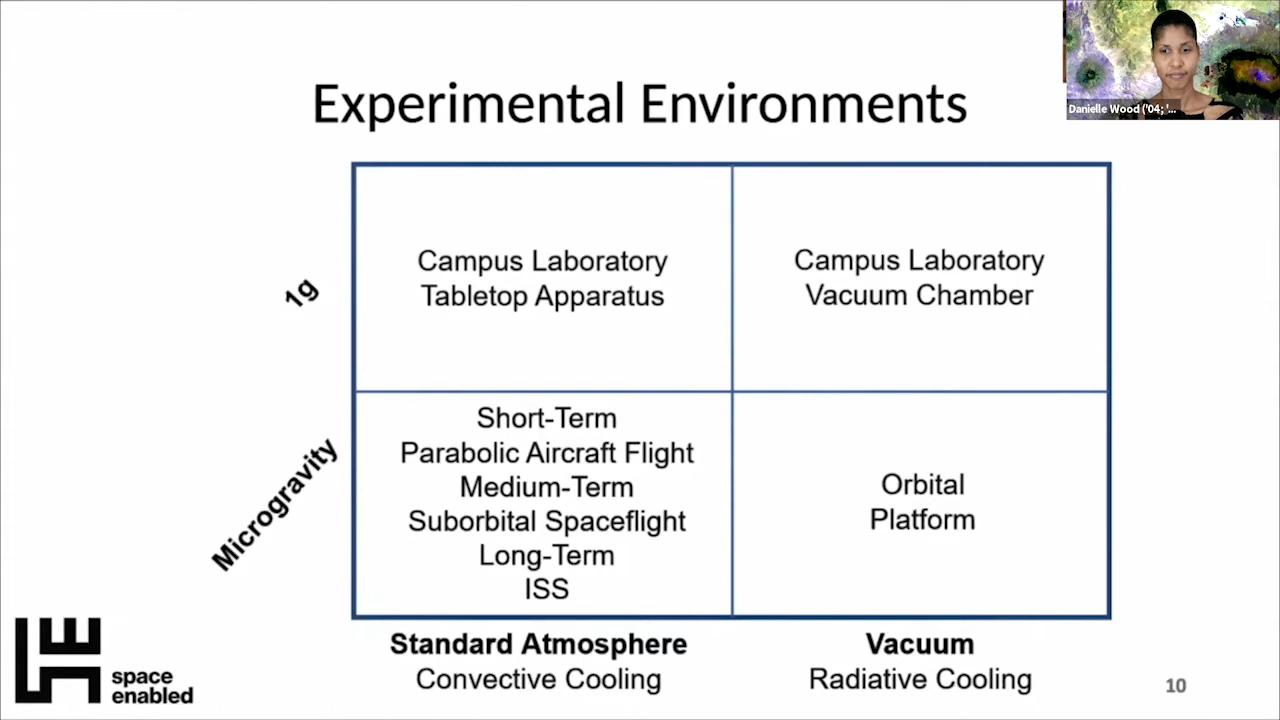 Experimental Environments
Danielle Wood ('04; '...
1g
Campus Laboratory
Tabletop Apparatus
Campus Laboratory
Vacuum Chamber
Microgravity
Short-Term
Parabolic Aircraft Flight
Medium-Term
Suborbital Spaceflight
Long-Term
ISS
Orbital
Platform
Standard Atmosphere
Convective Cooling
Vacuum
Radiative Cooling
space
enabled
10